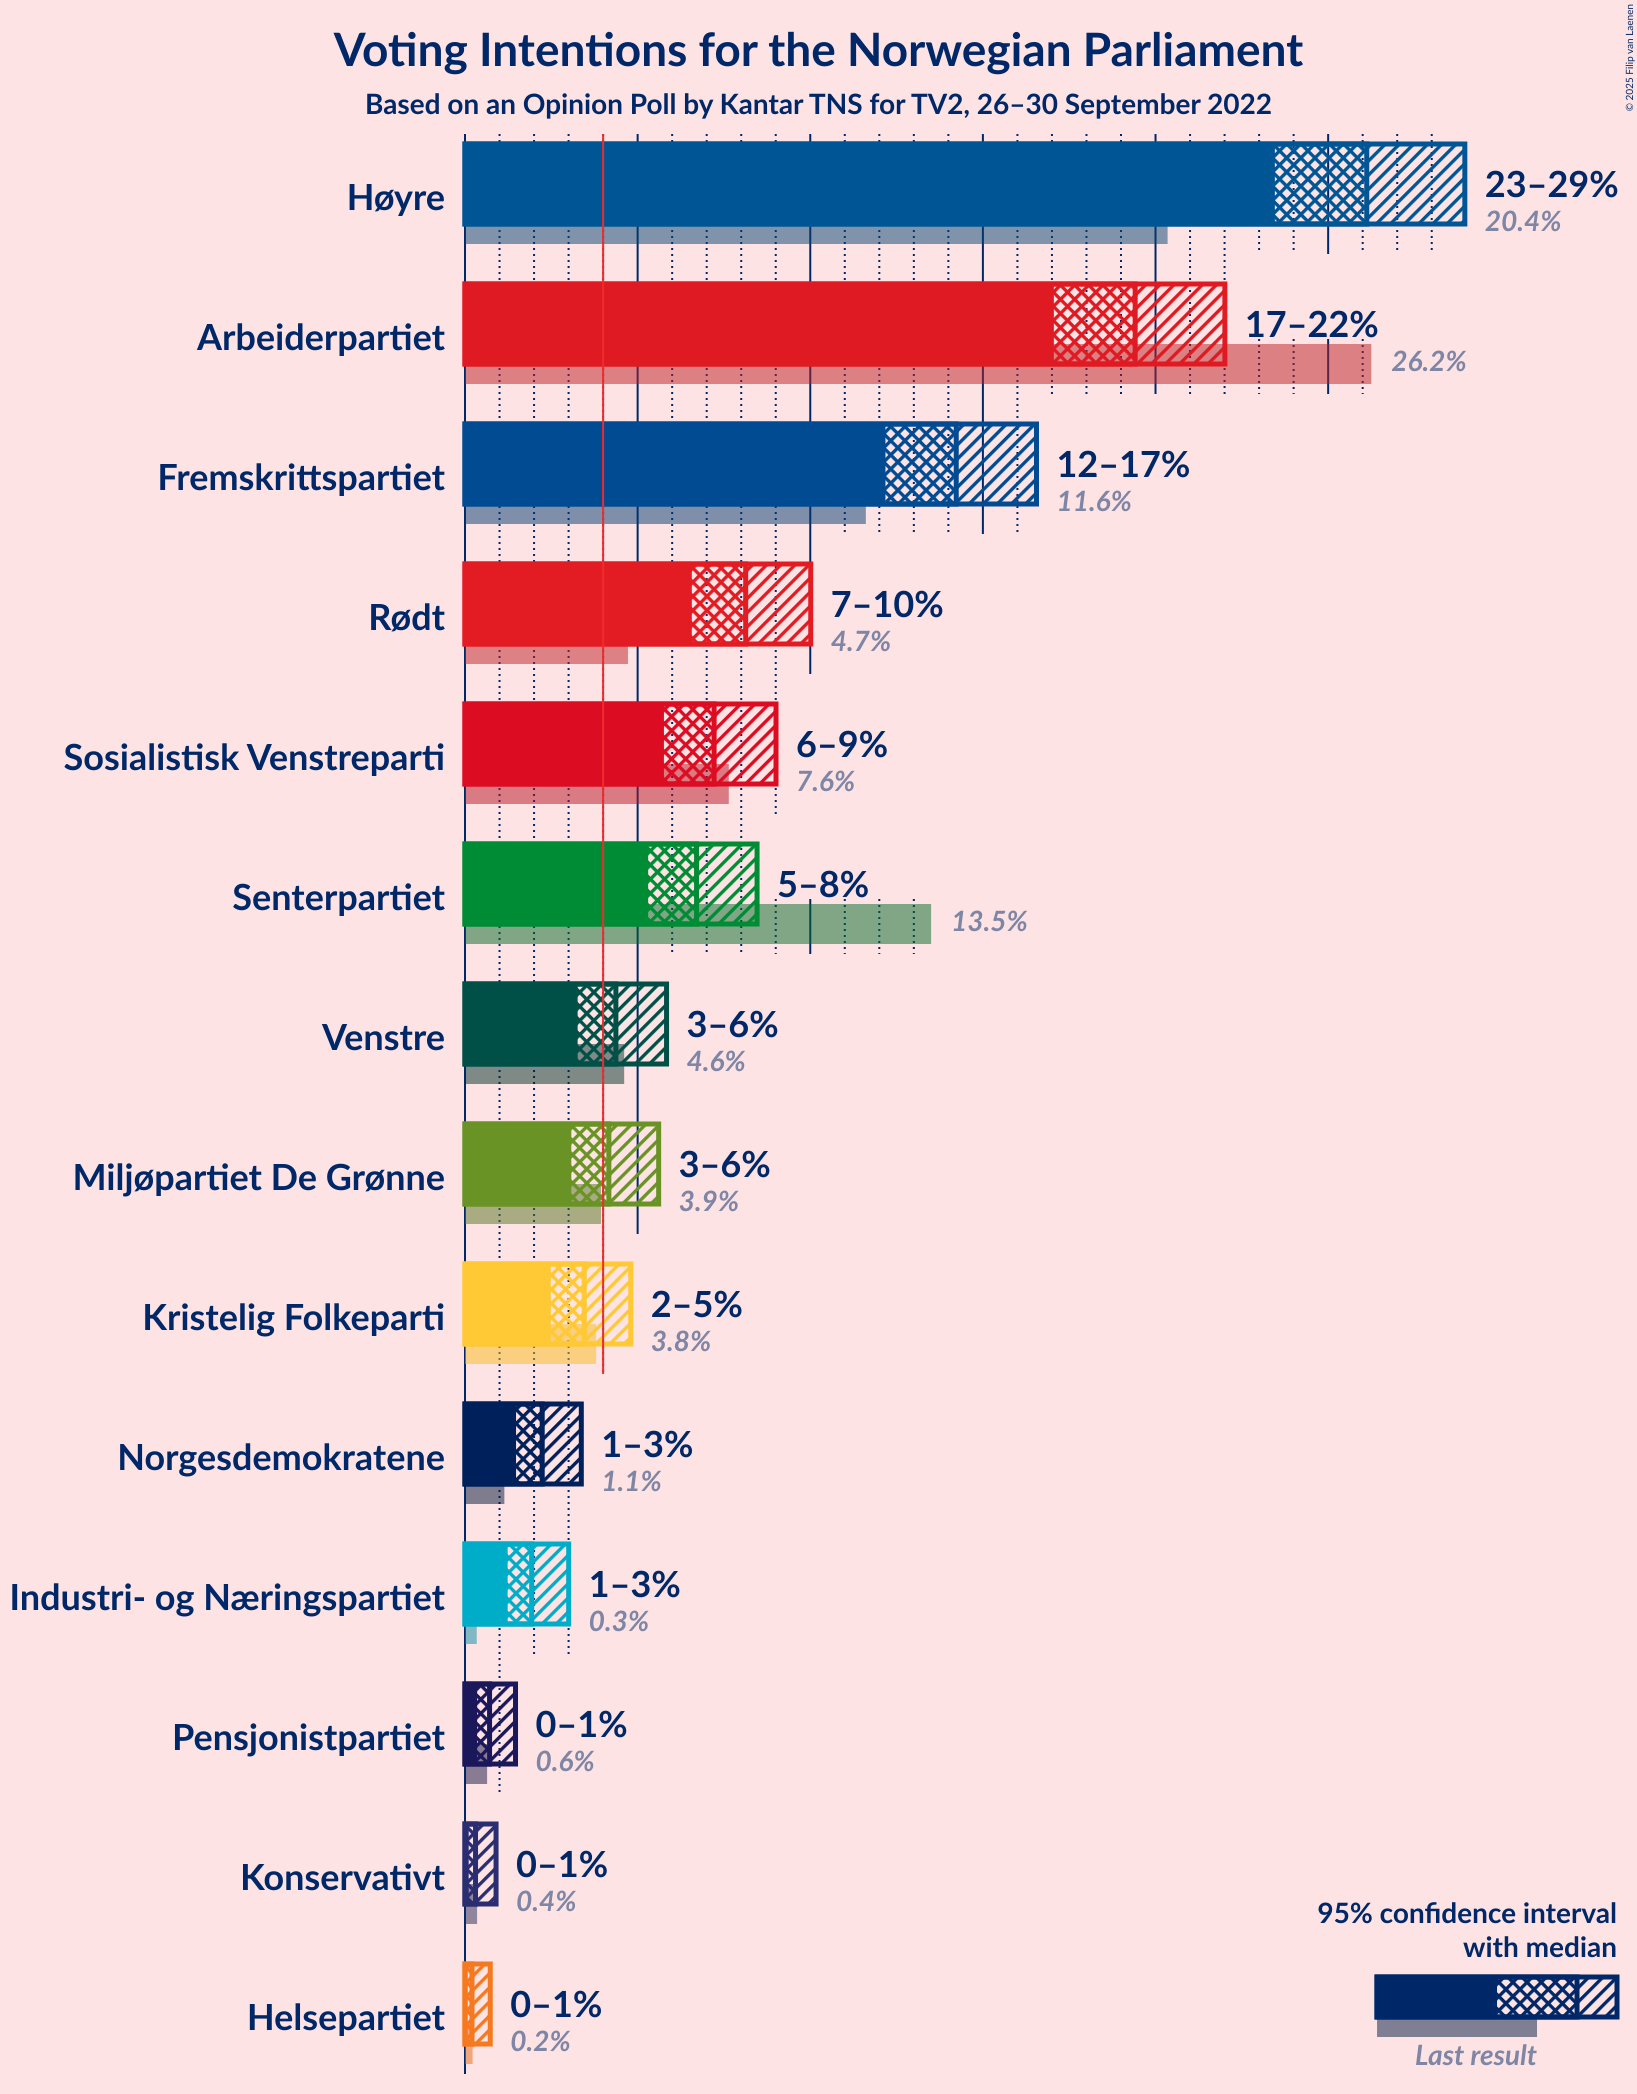 Voting Intentions for the Norwegian Parliament
Based on an Opinion Poll by Kantar TNS for TV2, 26–30 September 2022
© 2025 Filip van Laenen
Høyre
23–29%
20.4%
Arbeiderpartiet
17–22%
26.2%
Fremskrittspartiet
12–17%
11.6%
Rødt
7–10%
4.7%
Sosialistisk Venstreparti
6–9%
7.6%
Senterpartiet
5–8%
13.5%
Venstre
3–6%
4.6%
Miljøpartiet De Grønne
3–6%
3.9%
Kristelig Folkeparti
2–5%
3.8%
Norgesdemokratene
1–3%
1.1%
Industri- og Næringspartiet
1–3%
0.3%
Pensjonistpartiet
0–1%
0.6%
Konservativt
0–1%
0.4%
Helsepartiet
0–1%
0.2%
95% confidence interval
with median
Last result